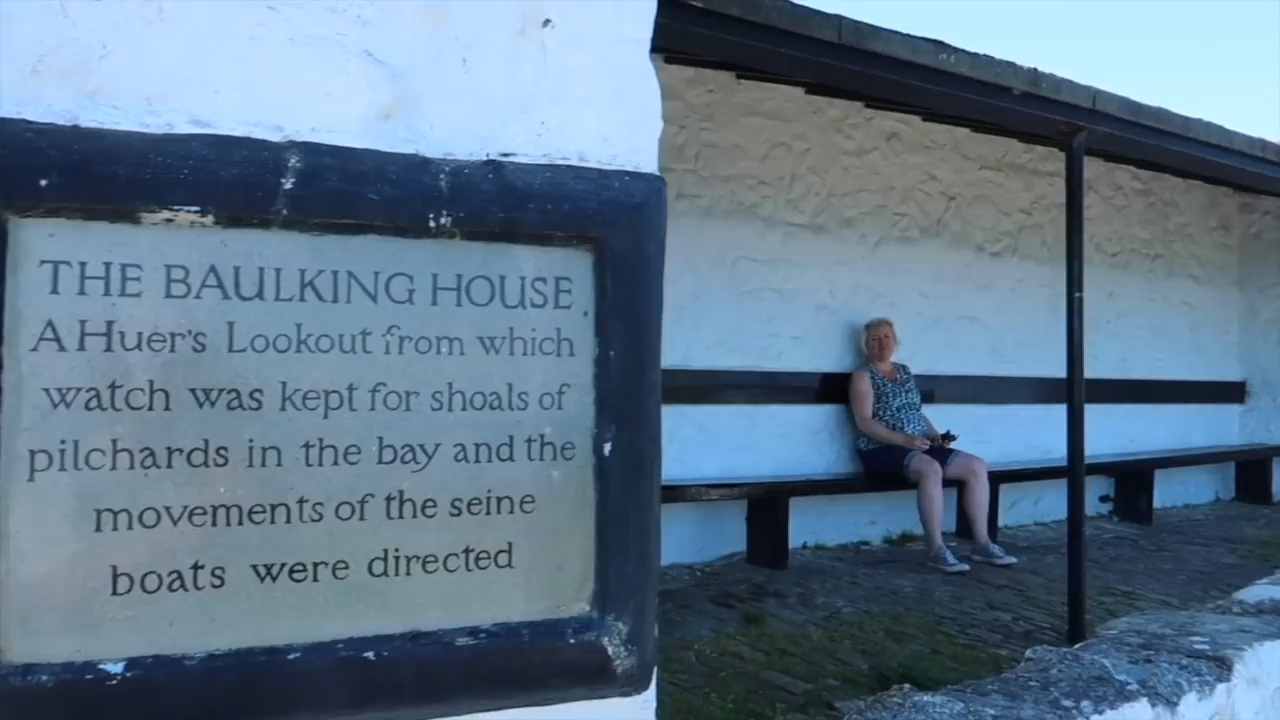 THE BAULKING HOUSE
A Huer's Lookout from which
watch was kept for shoals of
pilchards in the bay and the
movements of the seine
boats were directed